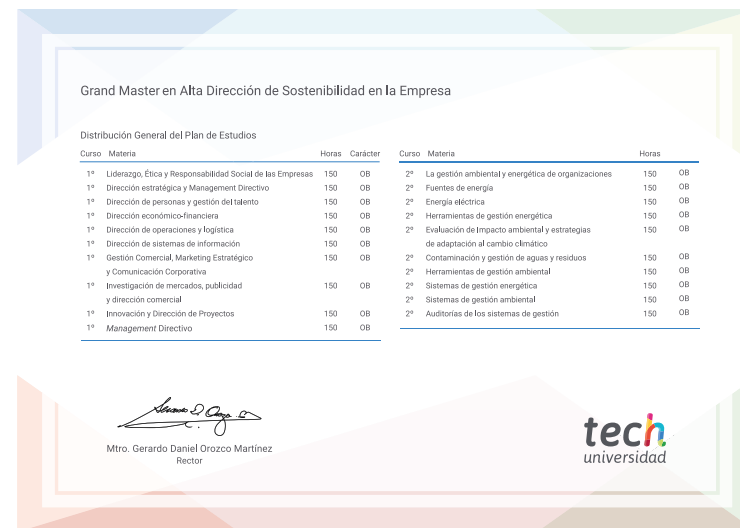 Grand Master en Alta Dirección de Sostenibilidad en la Empresa
Distribución General del Plan de Estudios
Curso Materia Horas Carácter
1º Liderazgo, Ética y Responsabilidad Social de las Empresas 150 OB
1º Dirección estratégica y Management Directivo 150 OB
1º Dirección de personas y gestión del talento 150 OB
1º Dirección económico-financiera 150 OB
1º Dirección de operaciones y logística 150 OB
1º Dirección de sistemas de información 150 OB
1º Gestión Comercial, Marketing Estratégico 150 OB
y Comunicación Corporativa
1º Investigación de mercados, publicidad 150 OB
y dirección comercial
1º Innovación y Dirección de Proyectos 150 OB
1º Management Directivo 150 OB
Curso Materia Horas
2º La gestión ambiental y energética de organizaciones 150 OB
2º Fuentes de energía 150 OB
2º Energía eléctrica 150 OB
2º Herramientas de gestión energética 150 OB
2º Evaluación de Impacto ambiental y estrategias 150 OB
de adaptación al cambio climático
2º Contaminación y gestión de aguas y residuos 150 OB
2º Herramientas de gestión ambiental 150 OB
2º Sistemas de gestión energética 150 OB
2º Sistemas de gestión ambiental 150 OB
2º Auditorías de los sistemas de gestión 150 OB
Mtro. Gerardo Daniel Orozco Martínez
Rector
tech
universidad